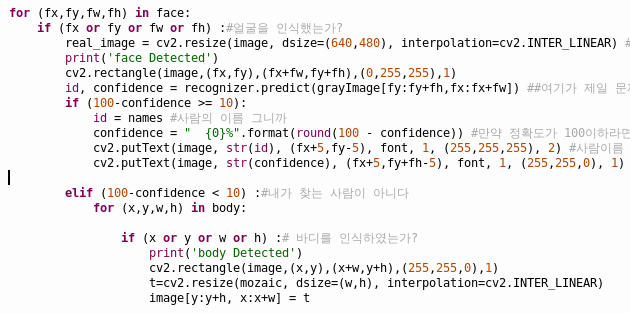 for (fx,fy,fw,fh) in face:
    if (fx or fy or fw or fh) :#얼굴을 인식했는가?
        real_image = cv2.resize(image, dsize=(640,480), interpolation=cv2.INTER_LINEAR) #
        print('face Detected')
        cv2.rectangle(image,(fx,fy),(fx+fw,fy+fh),(0,255,255),1)
        id, confidence = recognizer.predict(grayImage[fy:fy+fh,fx:fx+fw]) ##여기가 제일
        if (100-confidence >= 10):
            id = names #사람의 이름 그니까
            confidence = "  {0}%".format(round(100 - confidence)) #만약 정확도가 100이하라면
            cv2.putText(image, str(id), (fx+5,fy-5), font, 1, (255,255,255), 2) #사람이름
            cv2.putText(image, str(confidence), (fx+5,fy+fh-5), font, 1, (255,255,0), 1)
        elif (100-confidence < 10) :#내가 찾는 사람이 아니다
            for (x,y,w,h) in body:
                if (x or y or w or h) :# 바디를 인식하였는가?
                    print('body Detected')
                    cv2.rectangle(image,(x,y),(x+w,y+h),(255,255,0),1)
                    t=cv2.resize(mozaic, dsize=(w,h), interpolation=cv2.INTER_LINEAR)
                    image[y:y+h, x:x+w] = t